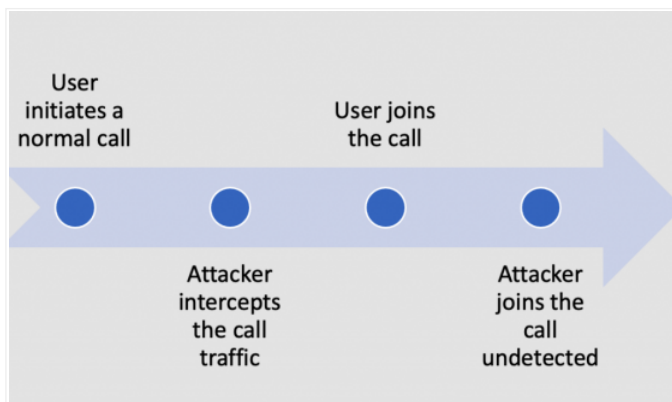 User
initiates a
normal call
Attacker
intercepts
the call
traffic
User joins
the call
Attacker
joins the
call
undetected